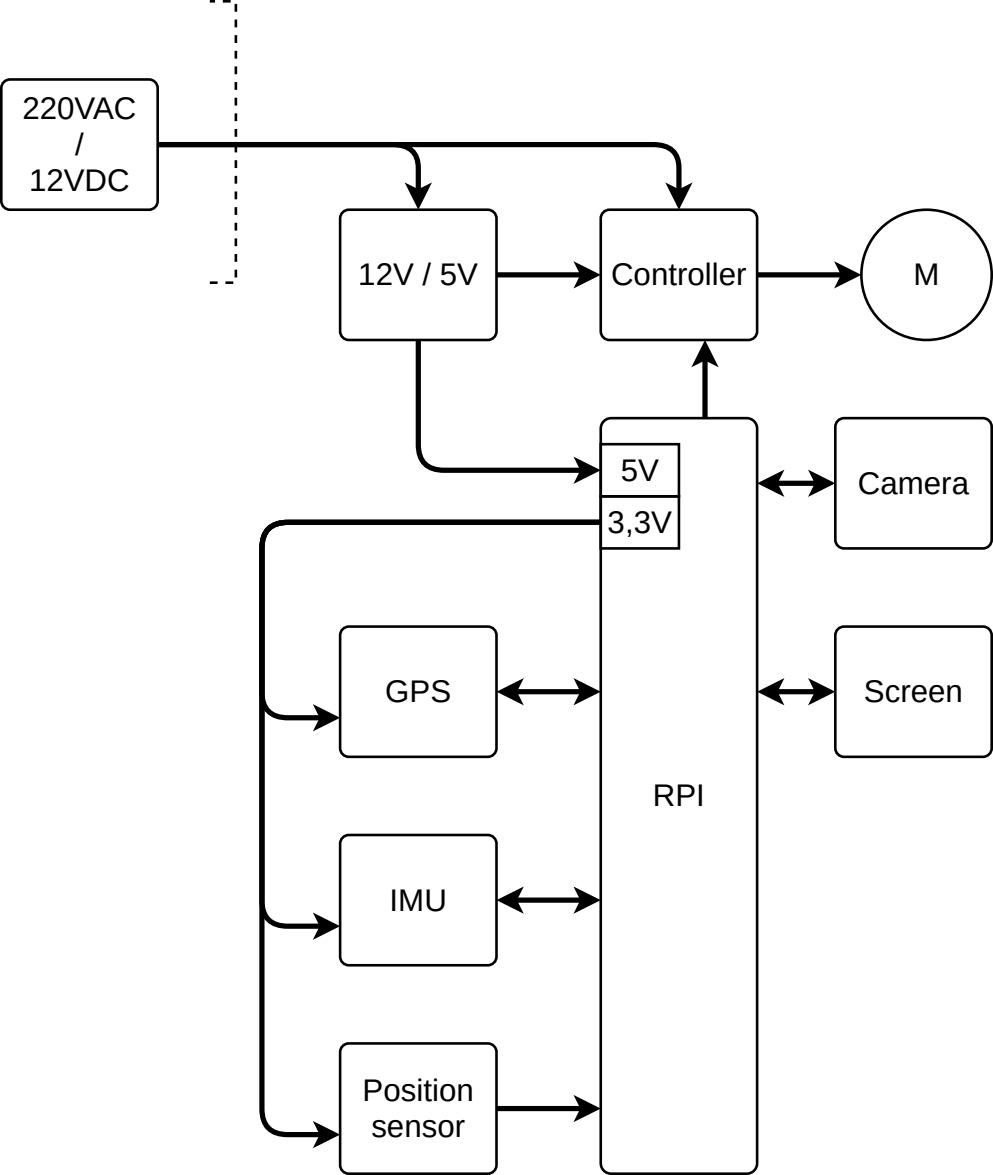 220VAC
/
12VDC
12V / 5V
Controller
M
5V
3,3V
Camera
GPS
Screen
RPI
IMU
Position
sensor